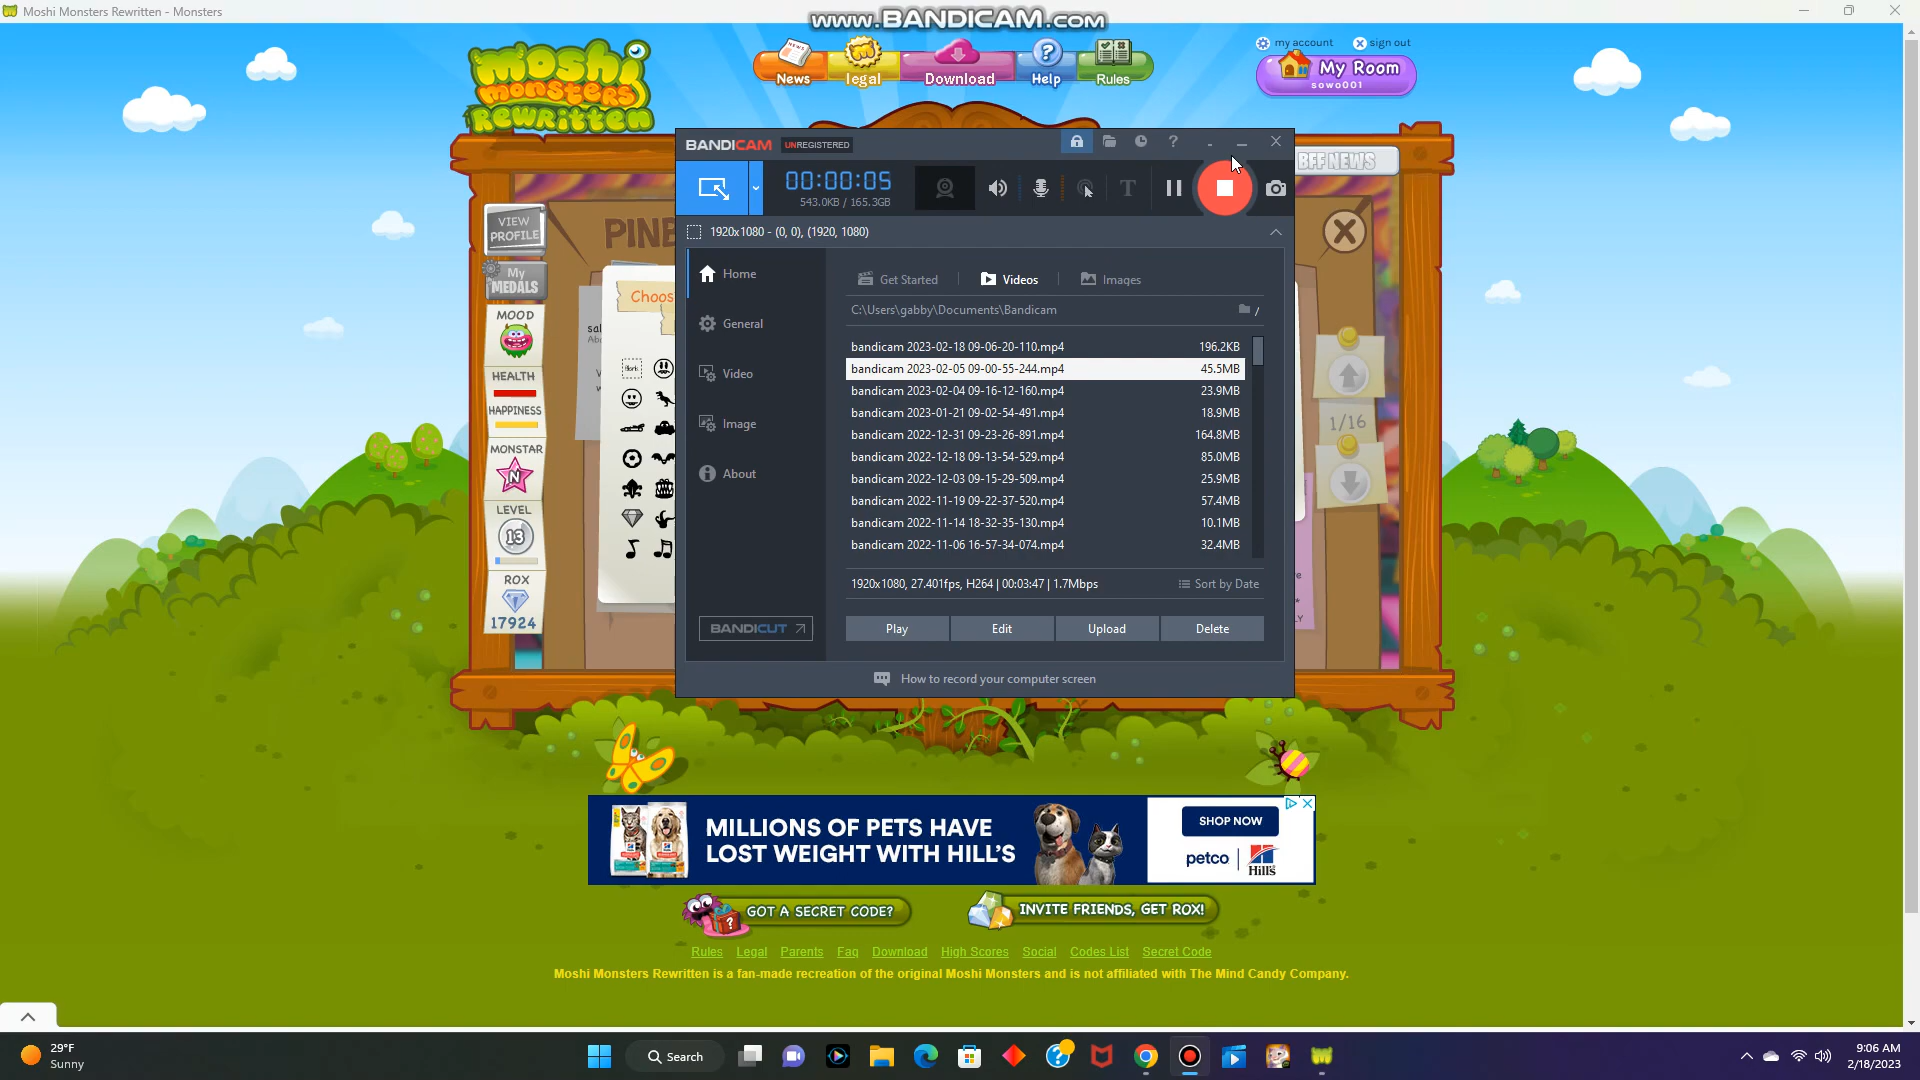 Moshi Monsters Rewritten - Monsters
www.BANDICAM.com
moshi monsters Rewritten
News
legal
Download
Help
Rules
my account
sign out
My Room
sowo001
BFF NEWS
VIEW PROFILE
My MEDALS
MOOD
HEALTH
HAPPINESS
MONSTAR
N
LEVEL
13
ROX
17924
PINB
Choos
sal
Blank
1/16
BANDICAM UNREGISTERED
00:00:05
543.0KB / 165.3GB
1920x1080 - (0, 0), (1920, 1080)
Home
General
Video
Image
About
BANDICUT
Get Started
Videos
Images
C:\Users\gabby\Documents\Bandicam
bandicam 2023-02-18 09-06-20-110.mp4 196.2KB
bandicam 2023-02-05 09-00-55-244.mp4 45.5MB
bandicam 2023-02-04 09-16-12-160.mp4 23.9MB
bandicam 2023-01-21 09-02-54-491.mp4 18.9MB
bandicam 2022-12-31 09-23-26-891.mp4 164.8MB
bandicam 2022-12-18 09-13-54-529.mp4 85.0MB
bandicam 2022-12-03 09-15-29-509.mp4 25.9MB
bandicam 2022-11-19 09-22-37-520.mp4 57.4MB
bandicam 2022-11-14 18-32-35-130.mp4 10.1MB
bandicam 2022-11-06 16-57-34-074.mp4 32.4MB
1920x1080, 27.401fps, H264 | 00:03:47 | 1.7Mbps
Sort by Date
Play Edit Upload Delete
How to record your computer screen
MILLIONS OF PETS HAVE
LOST WEIGHT WITH HILL'S
SHOP NOW
petco | Hill's
GOT A SECRET CODE?
INVITE FRIENDS, GET ROX!
Rules Legal Parents Faq Download High Scores Social Codes List Secret Code
Moshi Monsters Rewritten is a fan-made recreation of the original Moshi Monsters and is not affiliated with The Mind Candy Company.
29°F
Sunny
Search
9:06 AM
2/18/2023